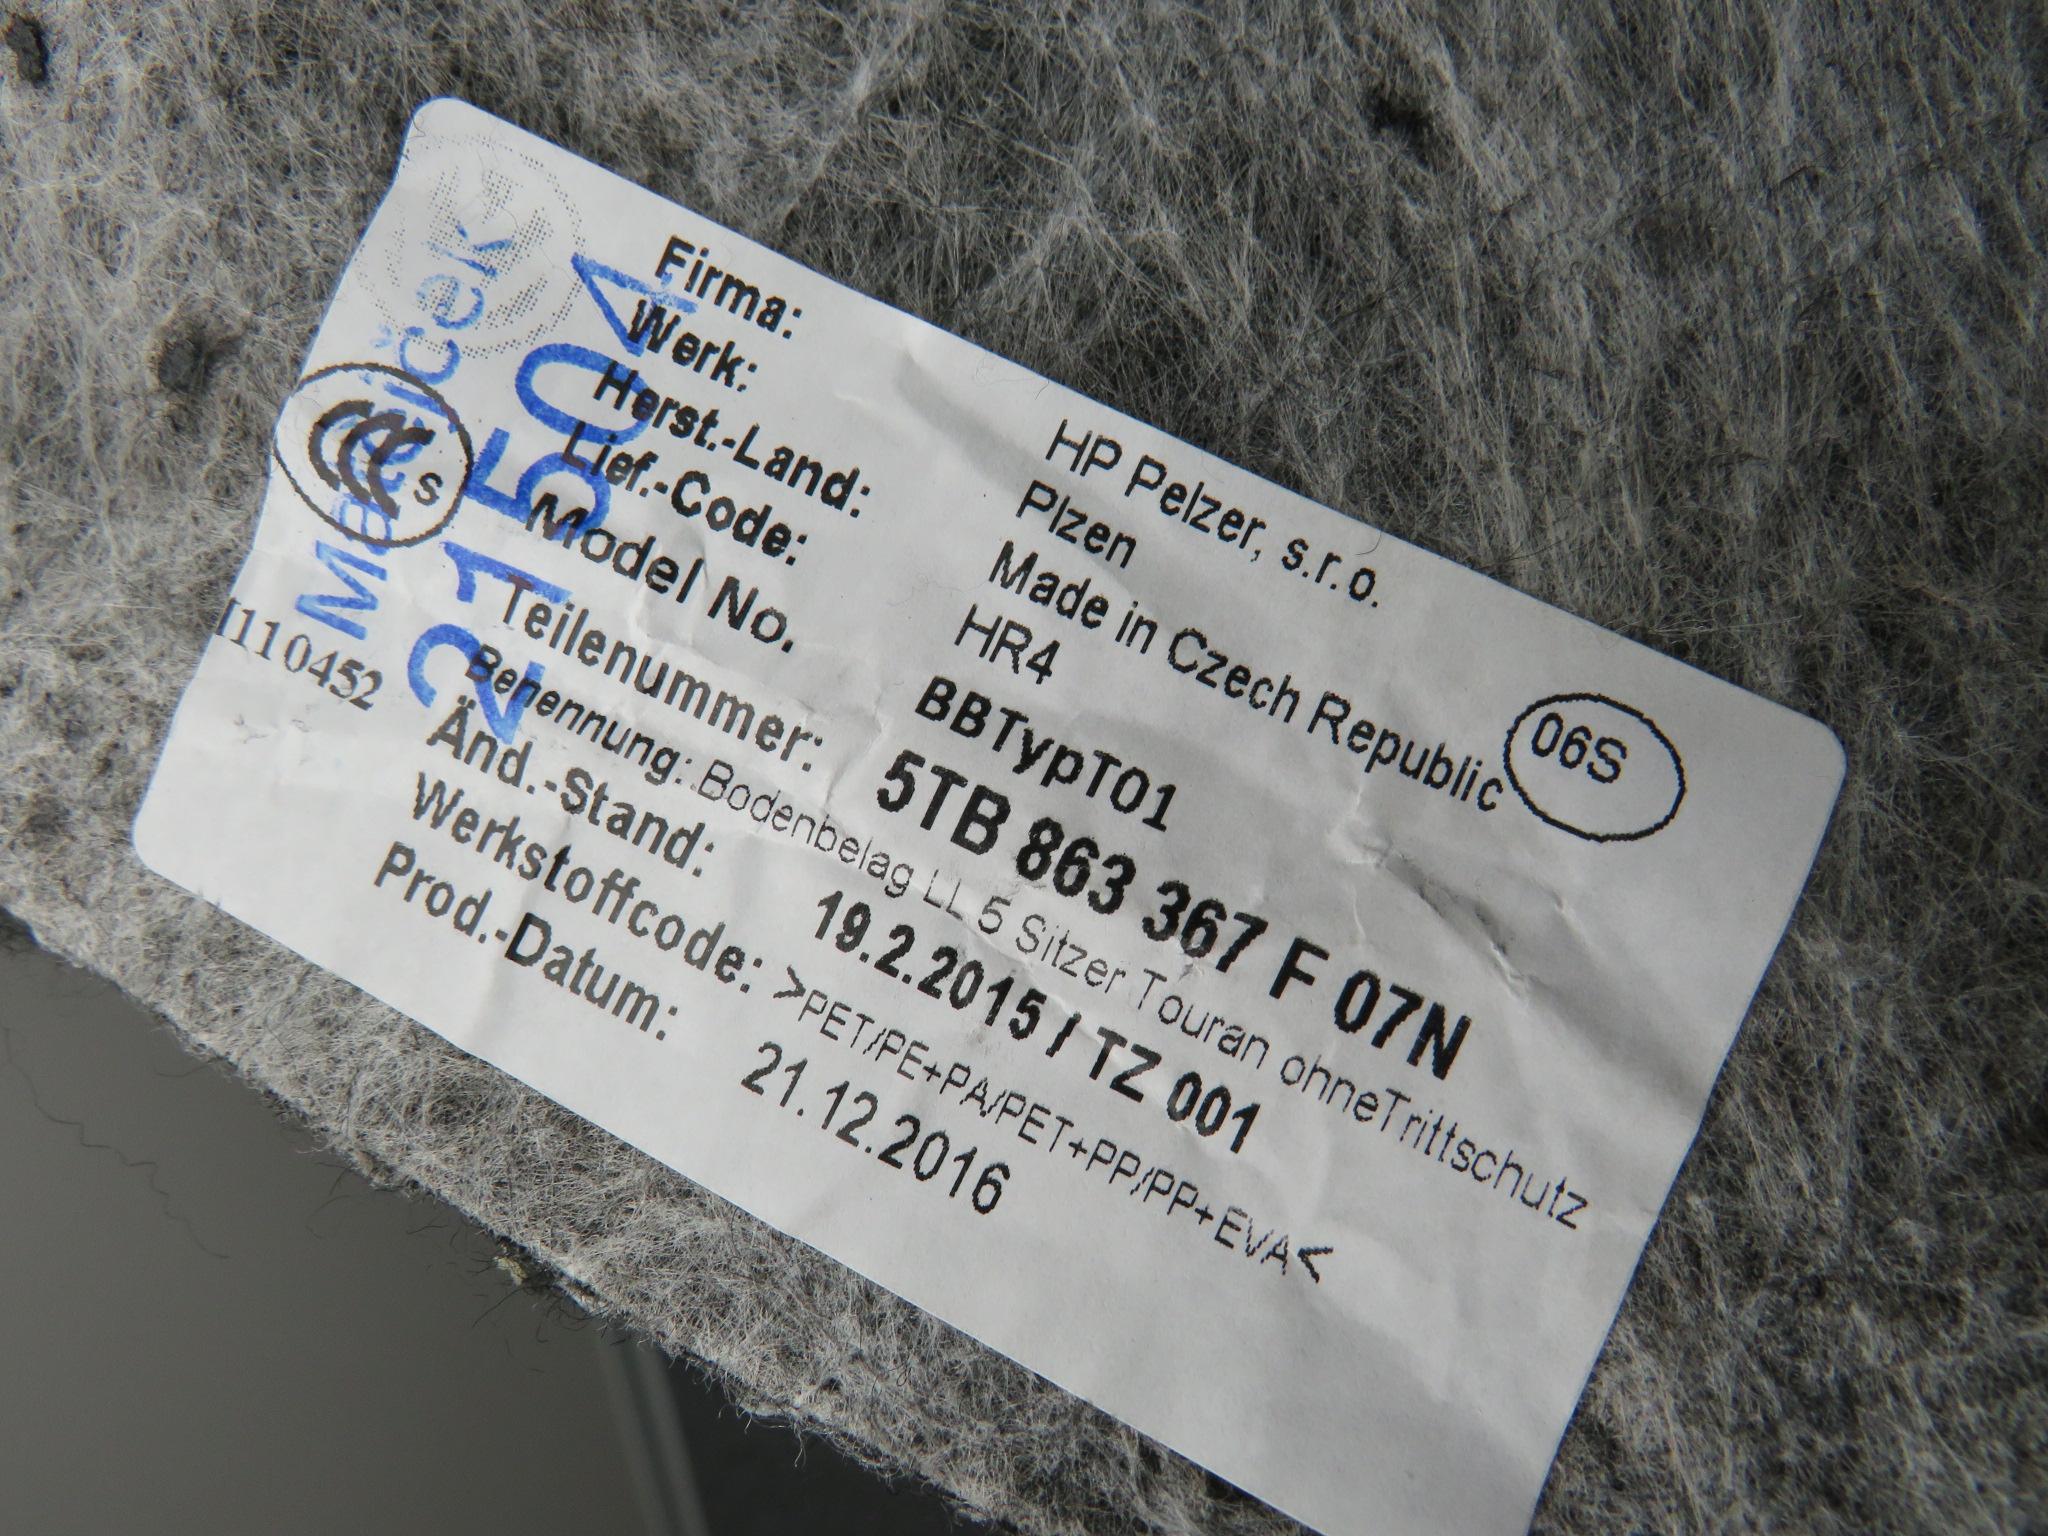 Firma: HP Pelzer, s.r.o.
Werk: Plzen
Herst.-Land: Made in Czech Republic
Lief.-Code: HR4
06S
Model No. BBTypT01
Teilenummer: 5TB 863 367 F 07N
Benennung: Bodenbelag LL 5 Sitzer Touran ohneTrittschutz
Änd.-Stand: 19.2.2015 / TZ 001
Werkstoffcode: >PET/PE+PA/PET+PP/PP+EVA<
Prod.-Datum: 21.12.2016
CCC S
I110452
21504